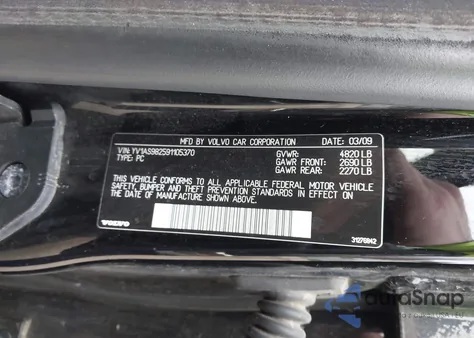 MFD BY VOLVO CAR CORPORATION DATE: 03/09
VIN: YV1AS982591105370 GVWR: 4820 LB
TYPE: PC GAWR FRONT: 2690 LB
GAWR REAR: 2270 LB
THIS VEHICLE CONFORMS TO ALL APPLICABLE FEDERAL MOTOR VEHICLE
SAFETY, BUMPER AND THEFT PREVENTION STANDARDS IN EFFECT ON
THE DATE OF MANUFACTURE SHOWN ABOVE.
VOLVO
31276942
AutoSnap